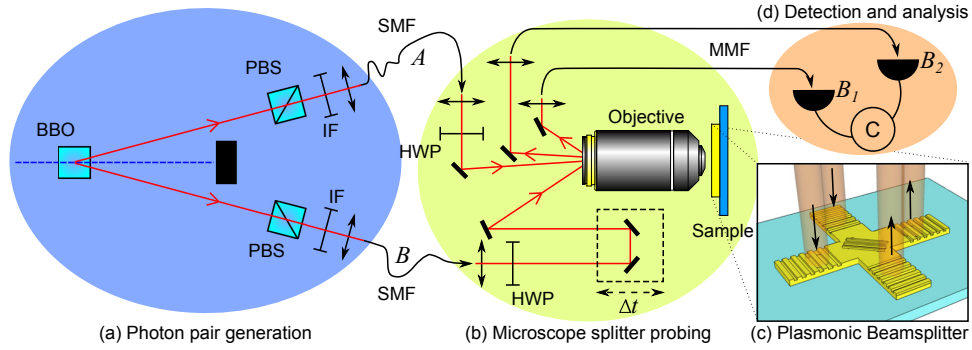 (d) Detection and analysis
SMF
A
PBS
IF
BBO
IF
PBS
B
SMF
(a) Photon pair generation
MMF
HWP
Objective
Sample
HWP
Δt
(b) Microscope splitter probing
B1
B2
C
(c) Plasmonic Beamsplitter